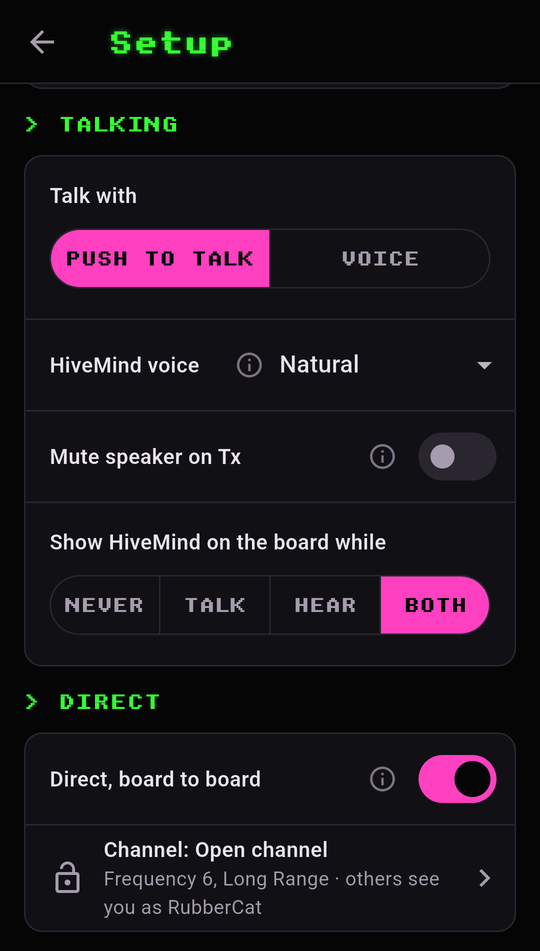 Setup
> TALKING
Talk with
PUSH TO TALK VOICE
HiveMind voice Natural
Mute speaker on Tx
Show HiveMind on the board while
NEVER TALK HEAR BOTH
> DIRECT
Direct, board to board
Channel: Open channel
Frequency 6, Long Range · others see
you as RubberCat